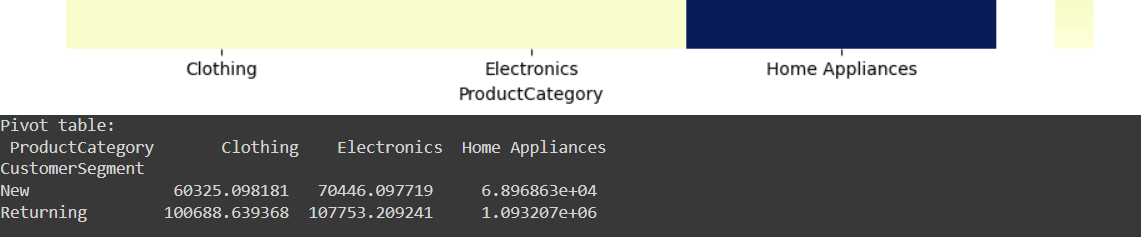 Clothing Electronics Home Appliances
ProductCategory
Pivot table:
ProductCategory Clothing Electronics Home Appliances
CustomerSegment
New 60325.098181 70446.097719 6.896863e+04
Returning 100688.639368 107753.209241 1.093207e+06